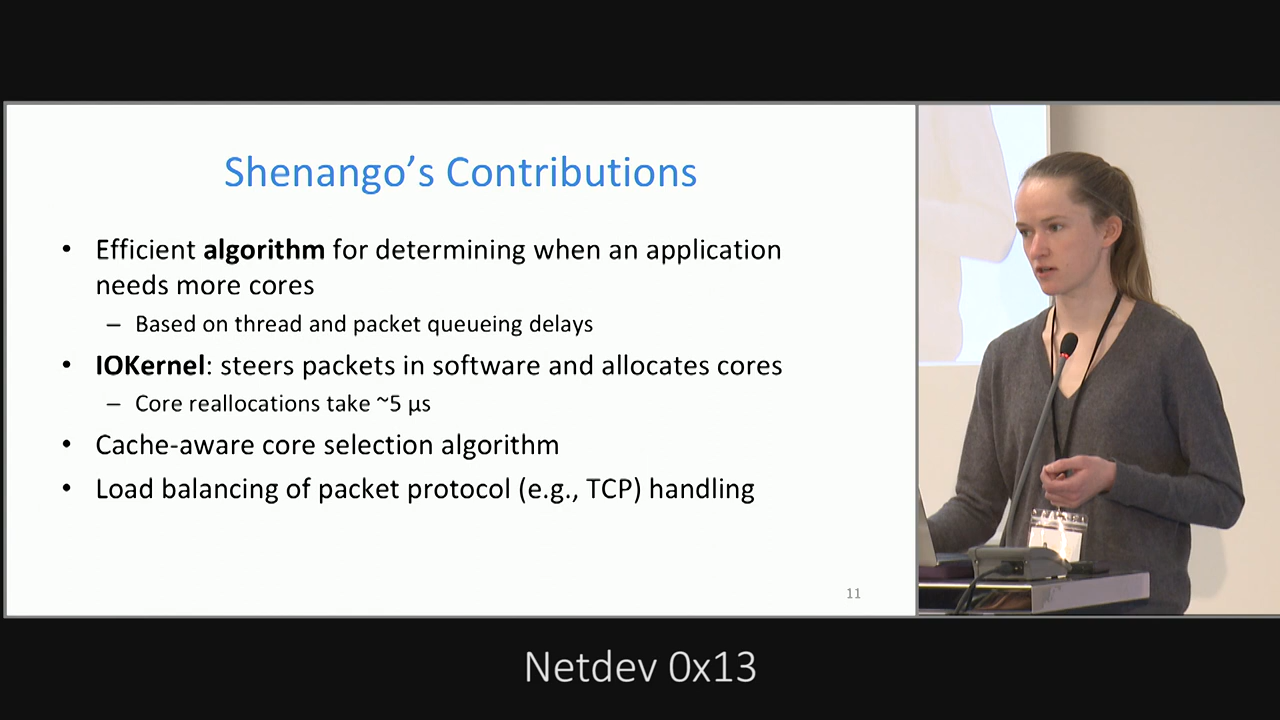 Shenango’s Contributions
• Efficient algorithm for determining when an application
needs more cores
– Based on thread and packet queueing delays
• IOKernel: steers packets in software and allocates cores
– Core reallocations take ~5 µs
• Cache-aware core selection algorithm
• Load balancing of packet protocol (e.g., TCP) handling
11
Netdev 0x13